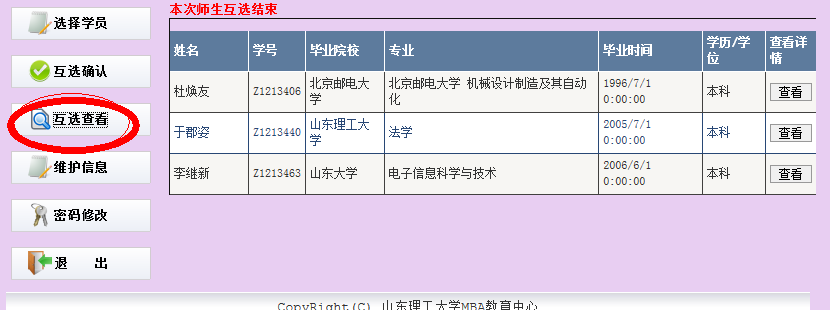 选择学员
互选确认
互选查看
维护信息
密码修改
退 出
本次师生互选结束
姓名 学号 毕业院校 专业 毕业时间 学历/学位 查看详情
杜焕友 Z1213406 北京邮电大学 北京邮电大学 机械设计制造及其自动化 1996/7/1 0:00:00 本科 查看
于郡姿 Z1213440 山东理工大学 法学 2005/7/1 0:00:00 本科 查看
李维新 Z1213463 山东大学 电子信息科学与技术 2006/6/1 0:00:00 本科 查看
CopyRight(C) 山东理工大学MBA教育中心